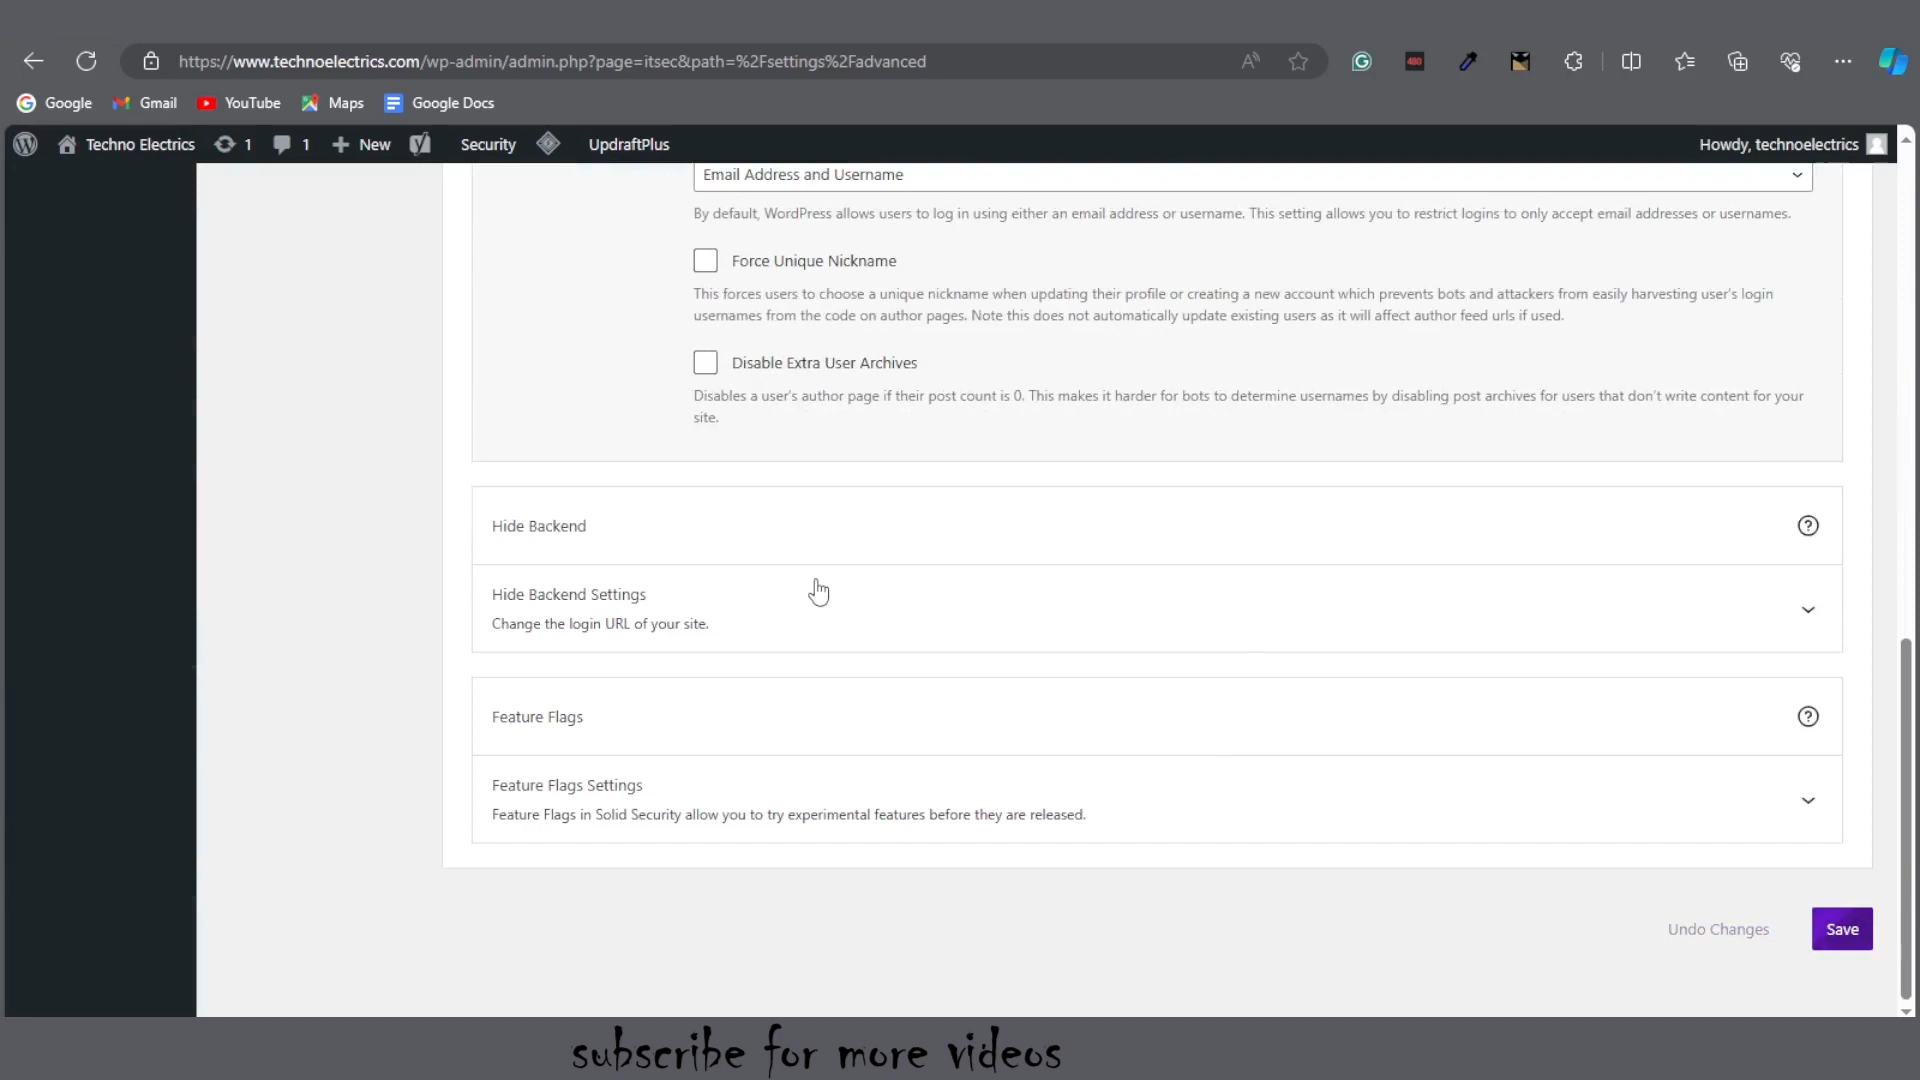 https://www.technoelectrics.com/wp-admin/admin.php?page=itsec&path=%2Fsettings%2Fadvanced
480
Google Gmail YouTube Maps Google Docs
Techno Electrics 1 1 New Security UpdraftPlus Howdy, technoelectrics
Email Address and Username
By default, WordPress allows users to log in using either an email address or username. This setting allows you to restrict logins to only accept email addresses or usernames.
Force Unique Nickname
This forces users to choose a unique nickname when updating their profile or creating a new account which prevents bots and attackers from easily harvesting user's login
usernames from the code on author pages. Note this does not automatically update existing users as it will affect author feed urls if used.
Disable Extra User Archives
Disables a user's author page if their post count is 0. This makes it harder for bots to determine usernames by disabling post archives for users that don't write content for your
site.
Hide Backend
Hide Backend Settings
Change the login URL of your site.
Feature Flags
Feature Flags Settings
Feature Flags in Solid Security allow you to try experimental features before they are released.
Undo Changes Save
subscribe for more videos